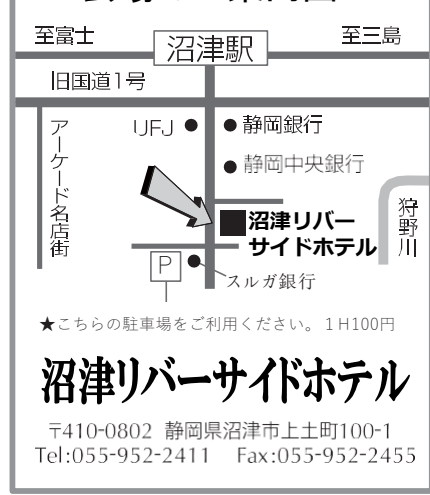 至富士
沼津駅
至三島
旧国道1号
アーケード名店街
UFJ
静岡銀行
静岡中央銀行
狩野川
沼津リバー
サイドホテル
P
スルガ銀行
★こちらの駐車場をご利用ください。1H100円
沼津リバーサイドホテル
〒410-0802 静岡県沼津市上土町100-1
Tel:055-952-2411 Fax:055-952-2455